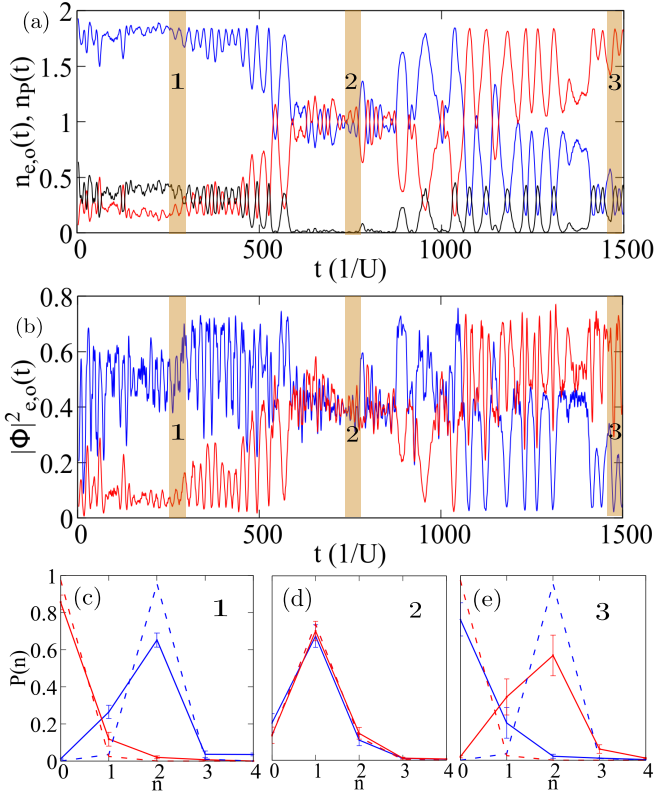 (a)
n_{e,o}(t), n_P(t)
2
1.5
1
0.5
0
1
2
3
0
500
1000
1500
t (1/U)
(b)
|Φ|²_{e,o}(t)
0.8
0.6
0.4
0.2
0
1
2
3
0
500
1000
1500
t (1/U)
(c)
1
P(n)
1
0.8
0.6
0.4
0.2
0
0 1 2 3 4
n
(d)
2
0 1 2 3 4
n
(e)
3
0 1 2 3 4
n